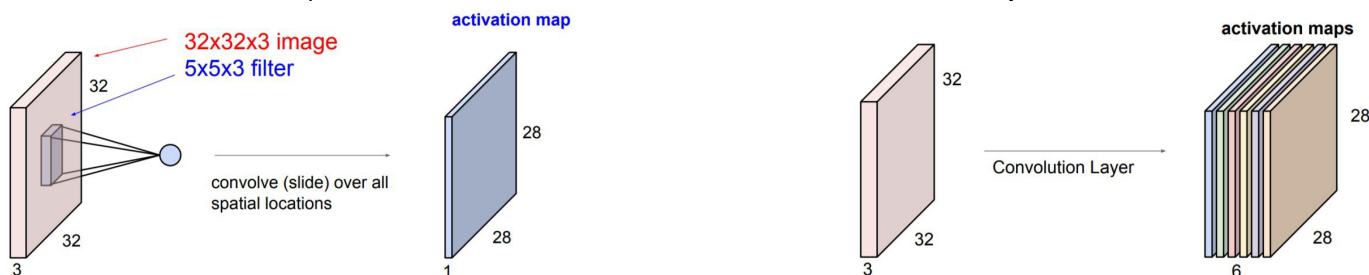 activation map
32x32x3 image
5x5x3 filter
32
28
convolve (slide) over all
spatial locations
32
28
3
1
activation maps
32
28
Convolution Layer
32
28
3
6